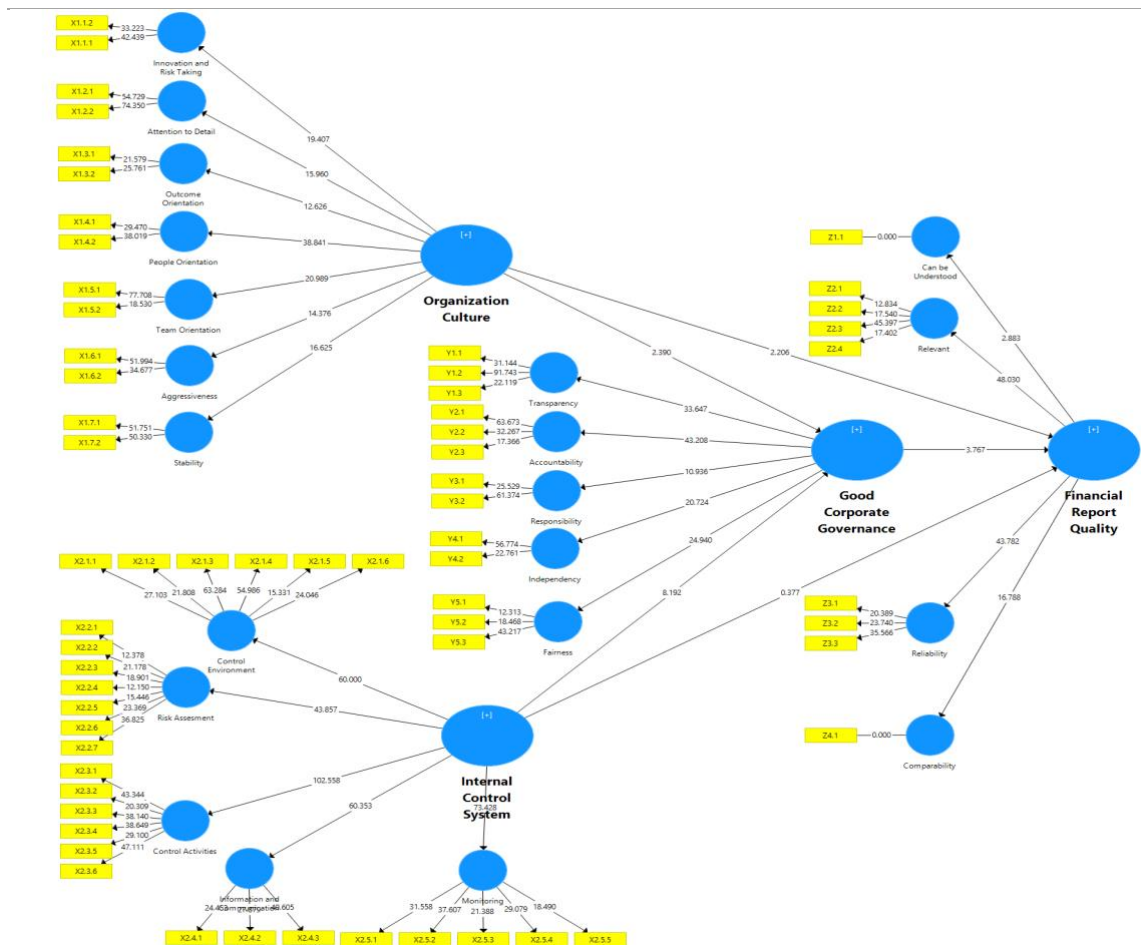 X1.1.2
33.223
X1.1.1
42.439
Innovation and
Risk Taking
X1.2.1
54.729
X1.2.2
74.350
Attention to Detail
X1.3.1
21.579
X1.3.2
25.761
Outcome
Orientation
X1.4.1
29.470
X1.4.2
38.019
People Orientation
X1.5.1
77.708
X1.5.2
18.530
Team Orientation
X1.6.1
51.994
X1.6.2
34.677
Aggressiveness
X1.7.1
51.751
X1.7.2
50.330
Stability
19.407
15.960
12.626
38.841
20.989
14.376
16.625
[+]
Organization
Culture
2.390
2.206
Y1.1
31.144
Y1.2
91.743
Y1.3
22.119
Transparency
Y2.1
63.673
Y2.2
32.267
Y2.3
17.366
Accountability
Y3.1
25.529
Y3.2
61.374
Responsibility
Y4.1
56.774
Y4.2
22.761
Independency
Y5.1
12.313
Y5.2
18.468
Y5.3
43.217
Fairness
33.647
43.208
10.936
20.724
24.940
[+]
Good
Corporate
Governance
3.767
8.192
0.377
Z1.1
0.000
Can be
Understood
Z2.1
12.834
Z2.2
17.540
Z2.3
45.397
Z2.4
17.402
Relevant
2.883
48.030
[+]
Financial
Report
Quality
43.782
16.788
Z3.1
20.389
Z3.2
23.740
Z3.3
35.566
Reliability
Z4.1
0.000
Comparability
X2.1.1
X2.1.2
X2.1.3
X2.1.4
X2.1.5
X2.1.6
27.103
21.808
63.284
54.986
15.331
24.046
Control
Environment
X2.2.1
X2.2.2
X2.2.3
X2.2.4
X2.2.5
X2.2.6
X2.2.7
12.378
21.178
18.901
12.150
15.446
23.369
36.825
Risk Assesment
X2.3.1
X2.3.2
X2.3.3
X2.3.4
X2.3.5
X2.3.6
43.344
20.309
38.140
38.649
29.100
47.111
Control Activities
60.000
43.857
102.558
60.353
73.428
[+]
Internal
Control
System
Information and
X2.4.1
X2.4.2
X2.4.3
Monitoring
31.558
37.607
21.388
29.079
18.490
X2.5.1
X2.5.2
X2.5.3
X2.5.4
X2.5.5